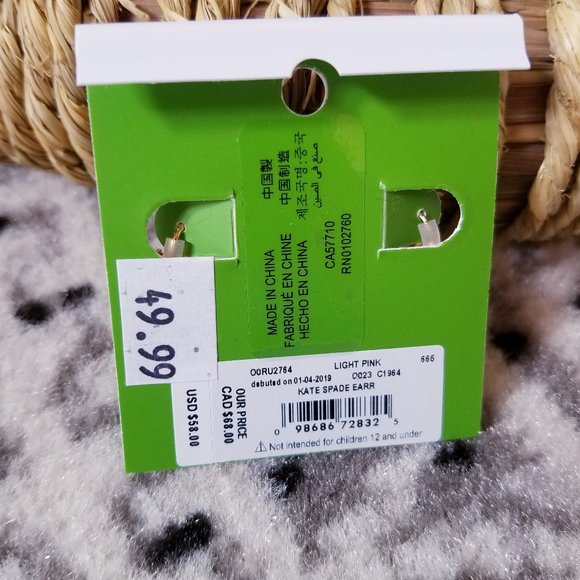 中国製
中国制造
제조국명:중국
صنع في الصين
MADE IN CHINA
FABRIQUÉ EN CHINE
HECHO EN CHINA
CA57710
RN0102760
49.99
O0RU2764 LIGHT PINK 665
debuted on 01-04-2019 0023 C1964
KATE SPADE EARR
0 98686 72832 5
Not intended for children 12 and under
OUR PRICE
CAD $68.00
USD $58.00